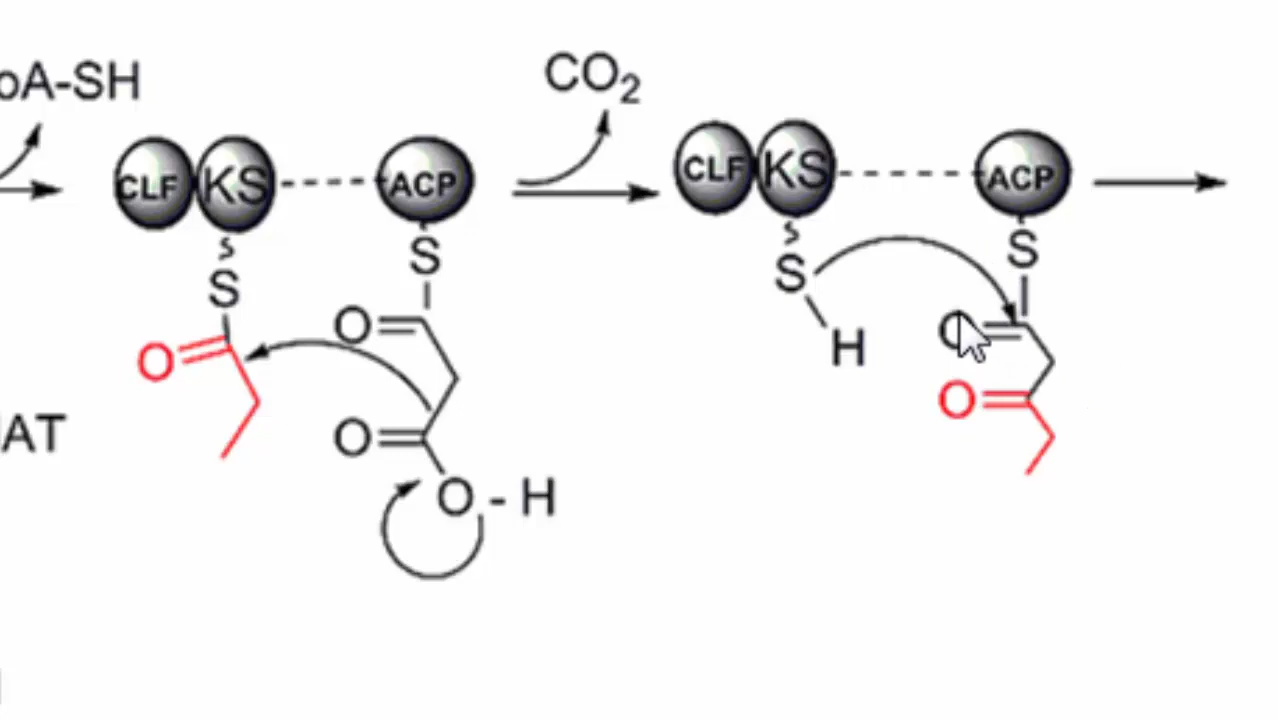 oA-SH
CO2
CLF KS ACP
CLF KS ACP
S S
S S
O O
H
O
O
O
AT
O - H